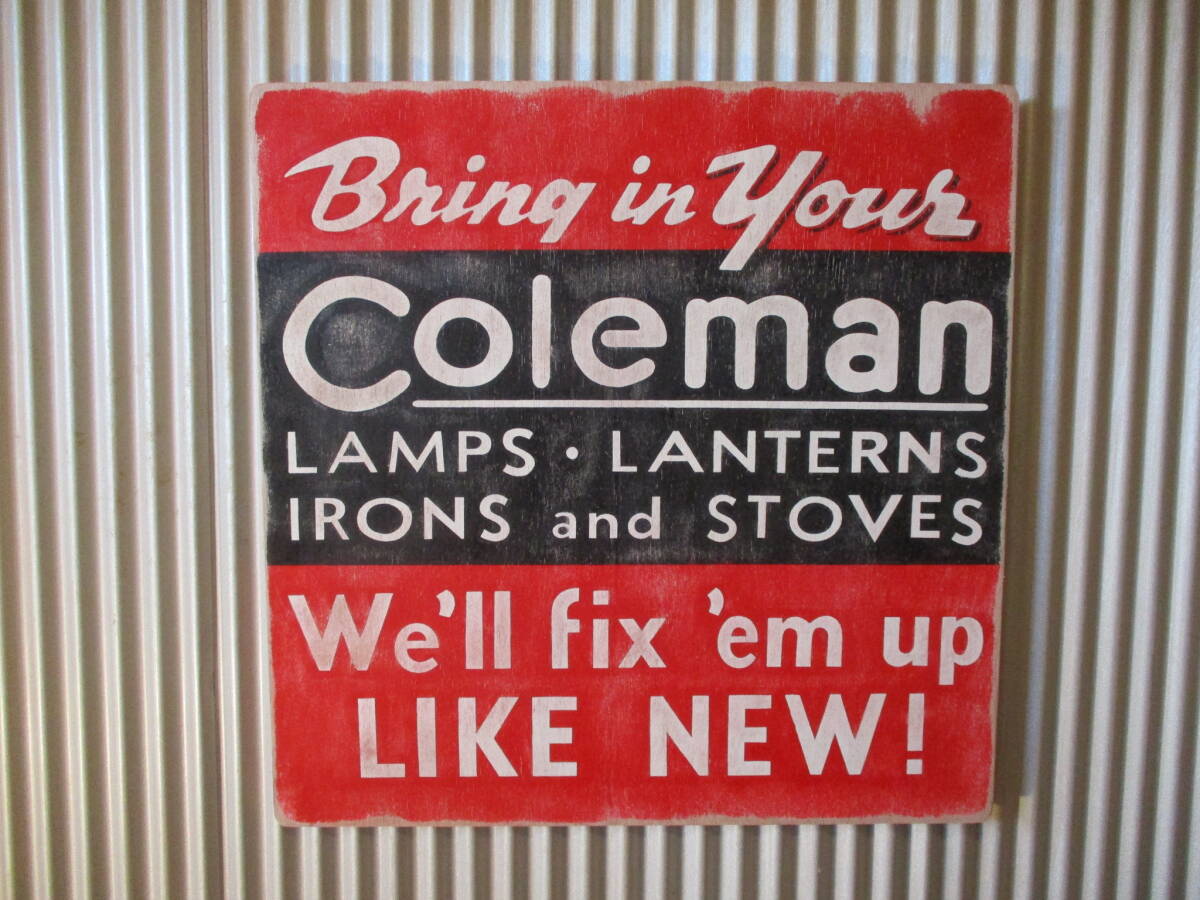 Bring in Your
Coleman
LAMPS · LANTERNS
IRONS and STOVES
We'll fix 'em up
LIKE NEW!